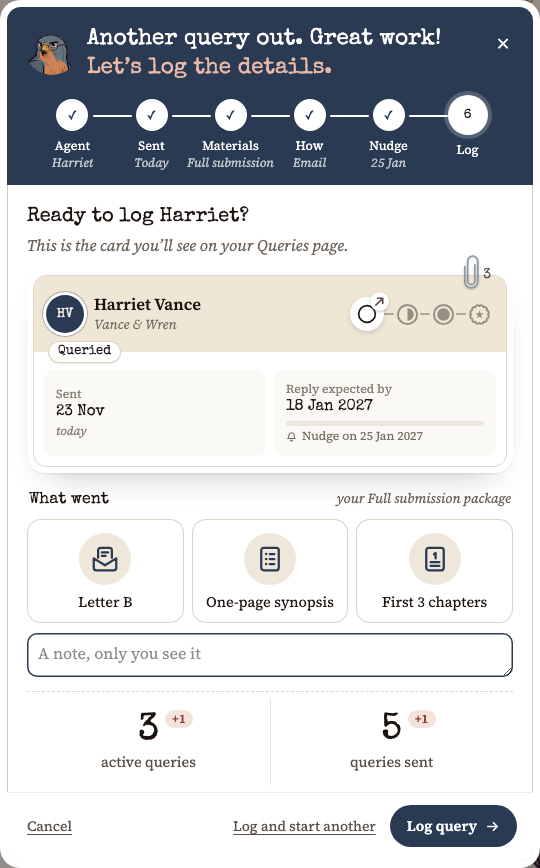 Another query out. Great work!
Let's log the details.
✓ ✓ ✓ ✓ ✓ 6
Agent Sent Materials How Nudge Log
Harriet Today Full submission Email 25 Jan
Ready to log Harriet?
This is the card you'll see on your Queries page.
3
HV
Harriet Vance
Vance & Wren
Queried
Sent
23 Nov
today
Reply expected by
18 Jan 2027
Nudge on 25 Jan 2027
What went
your Full submission package
Letter B
One-page synopsis
1
First 3 chapters
A note, only you see it
3 +1
active queries
5 +1
queries sent
Cancel
Log and start another
Log query →